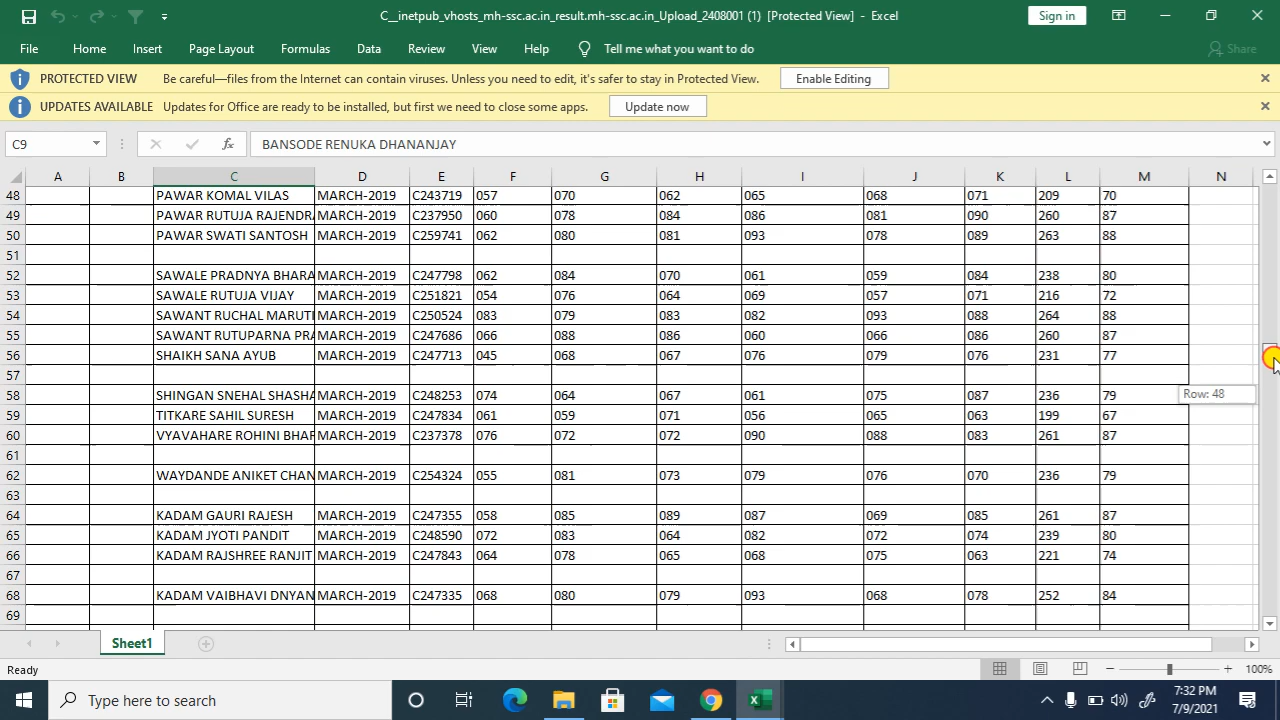 C__inetpub_vhosts_mh-ssc.ac.in_result.mh-ssc.ac.in_Upload_2408001 (1) [Protected View] - Excel
Sign in
File Home Insert Page Layout Formulas Data Review View Help Tell me what you want to do Share
PROTECTED VIEW Be careful—files from the Internet can contain viruses. Unless you need to edit, it's safer to stay in Protected View. Enable Editing
UPDATES AVAILABLE Updates for Office are ready to be installed, but first we need to close some apps. Update now
C9 fx BANSODE RENUKA DHANANJAY
A B C D E F G H I J K L M N
48 PAWAR KOMAL VILAS MARCH-2019 C243719 057 070 062 065 068 071 209 70
49 PAWAR RUTUJA RAJENDRA MARCH-2019 C237950 060 078 084 086 081 090 260 87
50 PAWAR SWATI SANTOSH MARCH-2019 C259741 062 080 081 093 078 089 263 88
51
52 SAWALE PRADNYA BHARA MARCH-2019 C247798 062 084 070 061 059 084 238 80
53 SAWALE RUTUJA VIJAY MARCH-2019 C251821 054 076 064 069 057 071 216 72
54 SAWANT RUCHAL MARUTI MARCH-2019 C250524 083 079 083 082 093 088 264 88
55 SAWANT RUTUPARNA PRA MARCH-2019 C247686 066 088 086 060 066 086 260 87
56 SHAIKH SANA AYUB MARCH-2019 C247713 045 068 067 076 079 076 231 77
57
Row: 48
58 SHINGAN SNEHAL SHASHA MARCH-2019 C248253 074 064 067 061 075 087 236 79
59 TITKARE SAHIL SURESH MARCH-2019 C247834 061 059 071 056 065 063 199 67
60 VYAVAHARE ROHINI BHAR MARCH-2019 C237378 076 072 072 090 088 083 261 87
61
62 WAYDANDE ANIKET CHAN MARCH-2019 C254324 055 081 073 079 076 070 236 79
63
64 KADAM GAURI RAJESH MARCH-2019 C247355 058 085 089 087 069 085 261 87
65 KADAM JYOTI PANDIT MARCH-2019 C248590 072 083 064 082 072 074 239 80
66 KADAM RAJSHREE RANJIT MARCH-2019 C247843 064 078 065 068 075 063 221 74
67
68 KADAM VAIBHAVI DNYAN MARCH-2019 C247335 068 080 079 093 068 078 252 84
69
Sheet1
Ready 100%
Type here to search
7:32 PM
7/9/2021